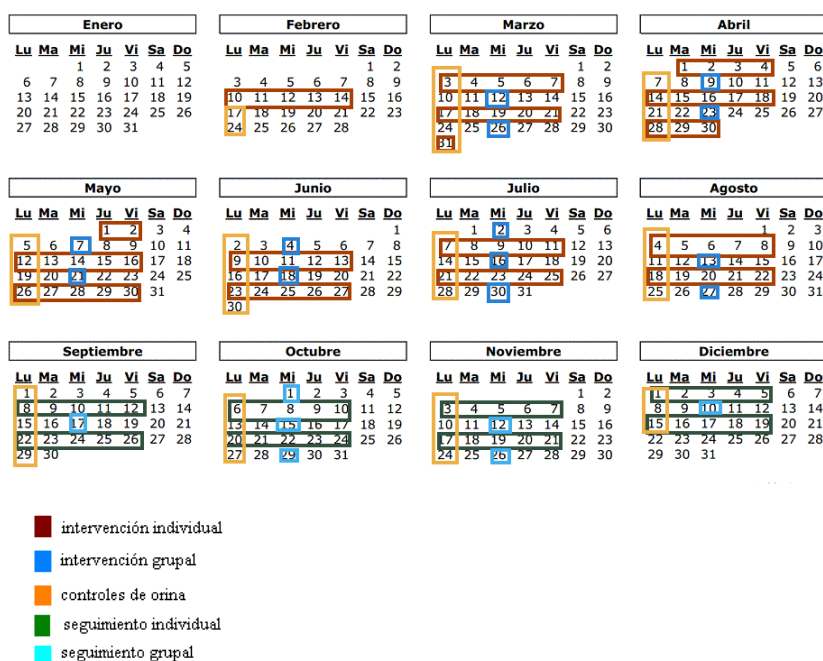 Enero Febrero Marzo Abril
Lu Ma Mi Ju Vi Sa Do Lu Ma Mi Ju Vi Sa Do Lu Ma Mi Ju Vi Sa Do Lu Ma Mi Ju Vi Sa Do
1 2 3 4 5 1 2 1 2 1 2 3 4 5 6
6 7 8 9 10 11 12 3 4 5 6 7 8 9 3 4 5 6 7 8 9 7 8 9 10 11 12 13
13 14 15 16 17 18 19 10 11 12 13 14 15 16 10 11 12 13 14 15 16 14 15 16 17 18 19 20
20 21 22 23 24 25 26 17 18 19 20 21 22 23 17 18 19 20 21 22 23 21 22 23 24 25 26 27
27 28 29 30 31 24 25 26 27 28 24 25 26 27 28 29 30 28 29 30
31
Mayo Junio Julio Agosto
Lu Ma Mi Ju Vi Sa Do Lu Ma Mi Ju Vi Sa Do Lu Ma Mi Ju Vi Sa Do Lu Ma Mi Ju Vi Sa Do
1 2 3 4 1 1 2 3 4 5 6 1 2 3
5 6 7 8 9 10 11 2 3 4 5 6 7 8 7 8 9 10 11 12 13 4 5 6 7 8 9 10
12 13 14 15 16 17 18 9 10 11 12 13 14 15 14 15 16 17 18 19 20 11 12 13 14 15 16 17
19 20 21 22 23 24 25 16 17 18 19 20 21 22 21 22 23 24 25 26 27 18 19 20 21 22 23 24
26 27 28 29 30 31 23 24 25 26 27 28 29 28 29 30 31 25 26 27 28 29 30 31
30
Septiembre Octubre Noviembre Diciembre
Lu Ma Mi Ju Vi Sa Do Lu Ma Mi Ju Vi Sa Do Lu Ma Mi Ju Vi Sa Do Lu Ma Mi Ju Vi Sa Do
1 2 3 4 5 6 7 1 2 3 4 5 1 2 1 2 3 4 5 6 7
8 9 10 11 12 13 14 6 7 8 9 10 11 12 3 4 5 6 7 8 9 8 9 10 11 12 13 14
15 16 17 18 19 20 21 13 14 15 16 17 18 19 10 11 12 13 14 15 16 15 16 17 18 19 20 21
22 23 24 25 26 27 28 20 21 22 23 24 25 26 17 18 19 20 21 22 23 22 23 24 25 26 27 28
29 30 27 28 29 30 31 24 25 26 27 28 29 30 29 30 31
intervención individual
intervención grupal
controles de orina
seguimiento individual
seguimiento grupal